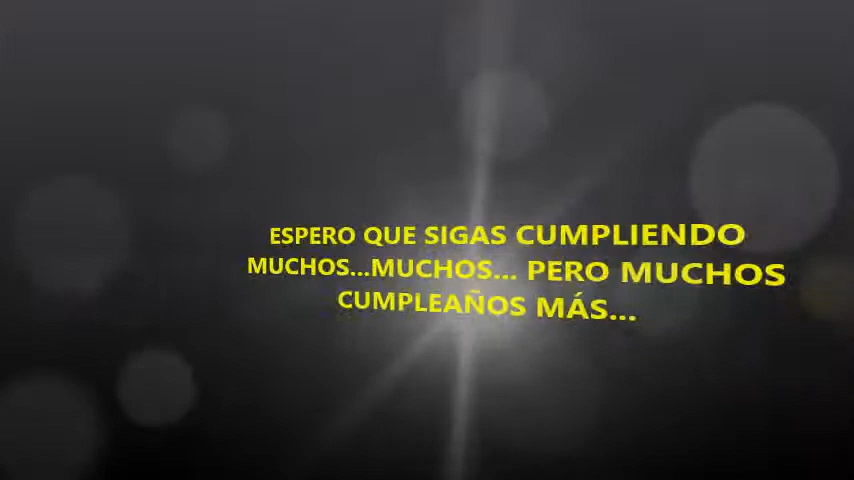 ESPERO QUE SIGAS CUMPLIENDO
MUCHOS...MUCHOS... PERO MUCHOS
CUMPLEAÑOS MÁS...